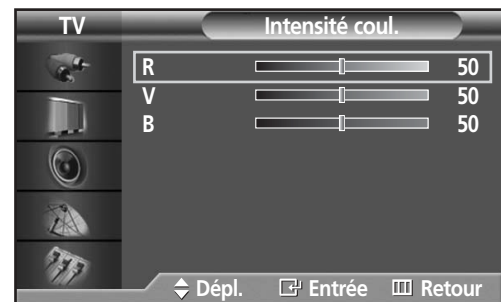 TV Intensité coul.
R 50
V 50
B 50
Dépl. Entrée Retour